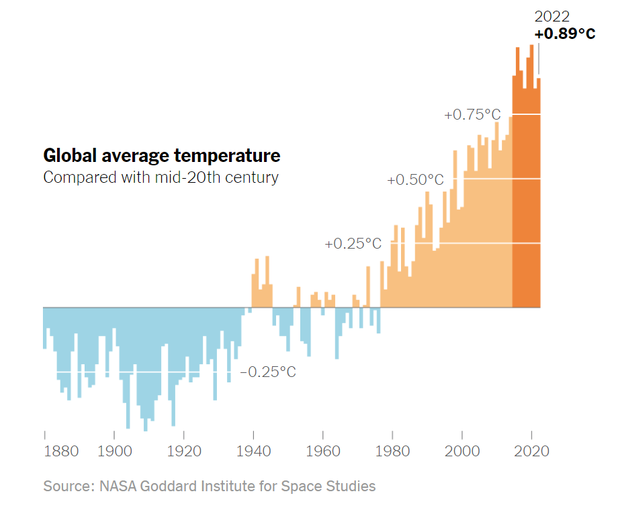 2022
+0.89°C
+0.75°C
Global average temperature
Compared with mid-20th century
+0.50°C
+0.25°C
−0.25°C
1880 1900 1920 1940 1960 1980 2000 2020
Source: NASA Goddard Institute for Space Studies